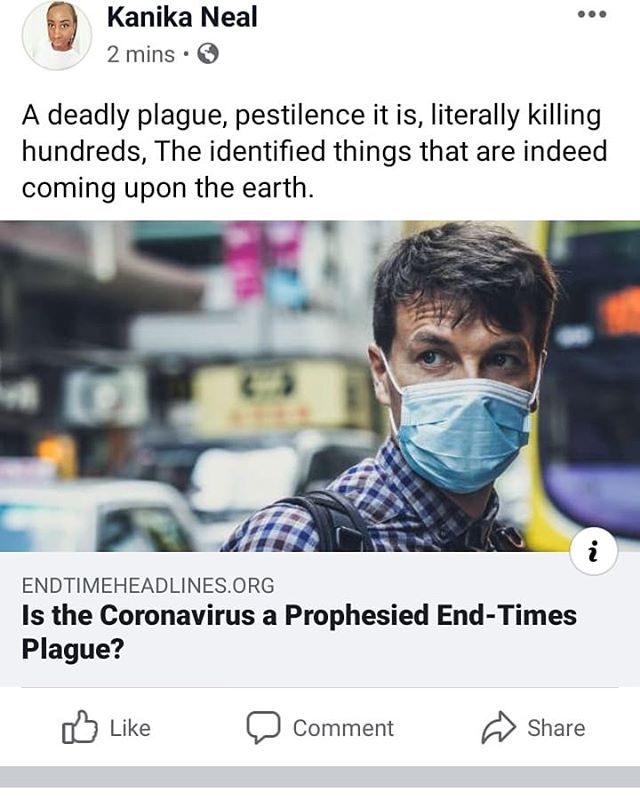 Kanika Neal
2 mins •
A deadly plague, pestilence it is, literally killing
hundreds, The identified things that are indeed
coming upon the earth.
i
ENDTIMEHEADLINES.ORG
Is the Coronavirus a Prophesied End-Times
Plague?
Like Comment Share